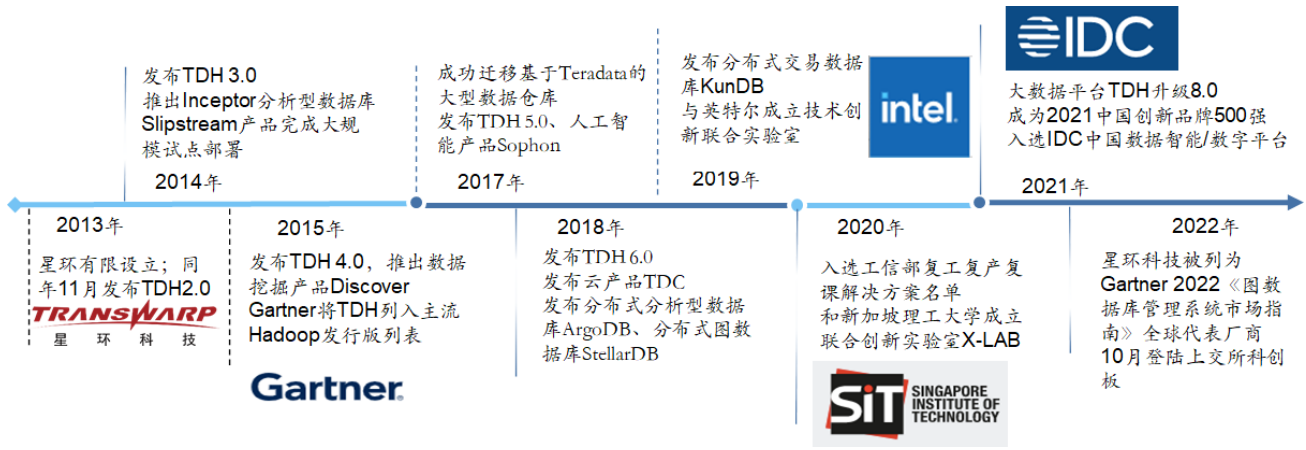 2013年
星环有限设立；同
年11月发布TDH2.0
TRANSWARP
星环科技
发布TDH 3.0
推出Inceptor分析型数据库
Slipstream产品完成大规
模试点部署
2014年
2015年
发布TDH 4.0，推出数据
挖掘产品Discover
Gartner将TDH列入主流
Hadoop发行版列表
Gartner
成功迁移基于Teradata的
大型数据仓库
发布TDH 5.0、人工智
能产品Sophon
2017年
2018年
发布TDH 6.0
发布云产品TDC
发布分布式分析型数据
库ArgoDB、分布式图数
据库StellarDB
发布分布式交易数据
库KunDB
与英特尔成立技术创
新联合实验室
2019年
intel.
2020年
入选工信部复工复产复
课解决方案名单
和新加坡理工大学成立
联合创新实验室X-LAB
SiT
SINGAPORE
INSTITUTE OF
TECHNOLOGY
IDC
大数据平台TDH升级8.0
成为2021中国创新品牌500强
入选IDC中国数据智能/数字平台
2021年
2022年
星环科技被列为
Gartner 2022《图数
据库管理系统市场指
南》全球代表厂商
10月登陆上交所科创
板